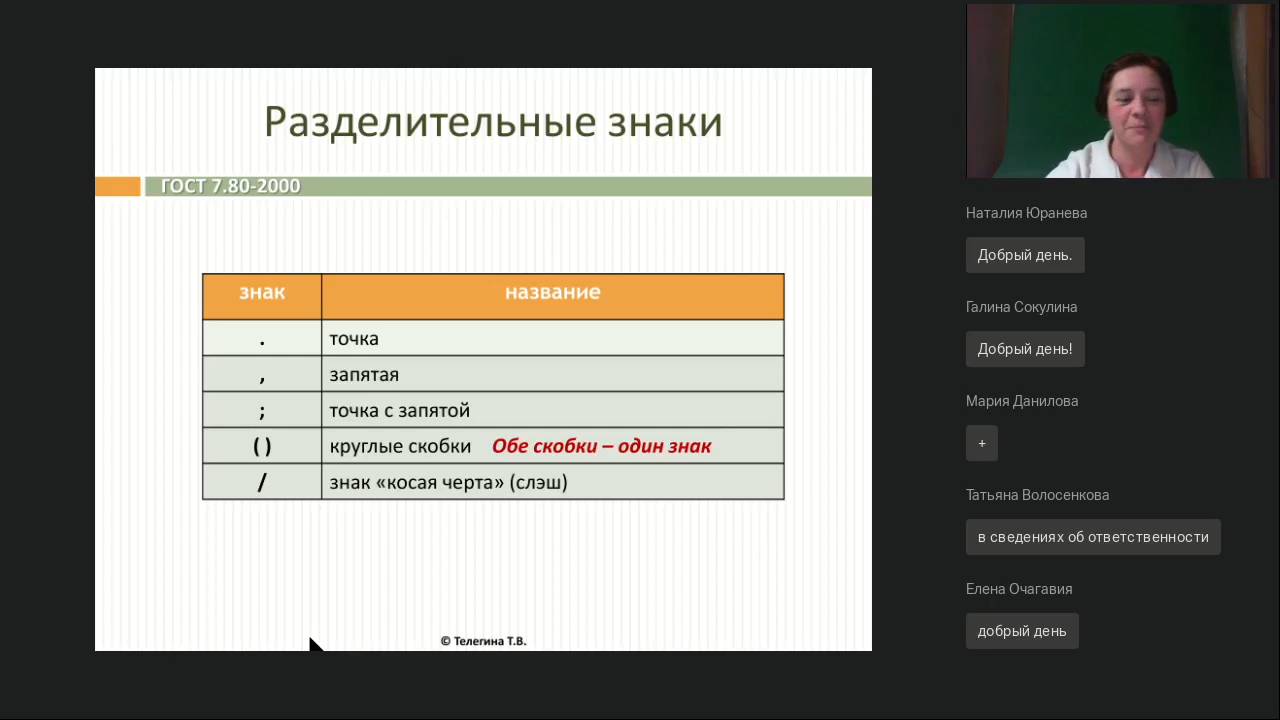 Разделительные знаки
ГОСТ 7.80-2000
знак название
. точка
, запятая
; точка с запятой
( ) круглые скобки Обе скобки – один знак
/ знак «косая черта» (слэш)
© Телегина Т.В.
Наталия Юранева
Добрый день.
Галина Сокулина
Добрый день!
Мария Данилова
+
Татьяна Волосенкова
в сведениях об ответственности
Елена Очагавия
добрый день